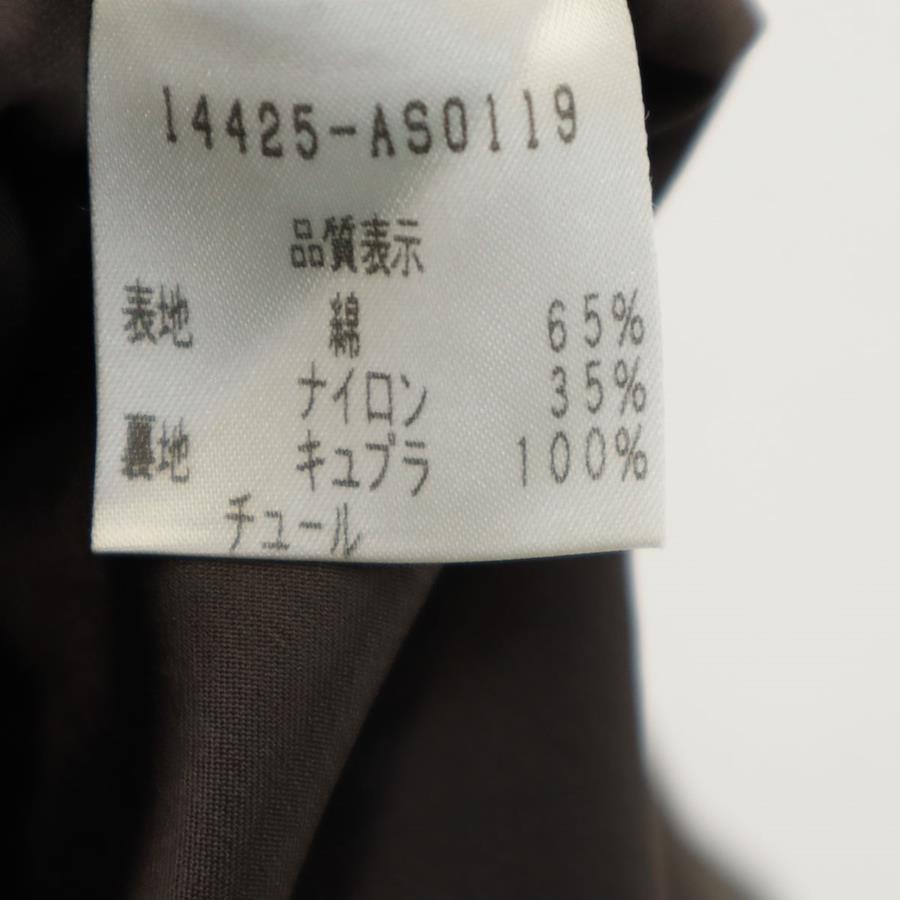 14425-AS0119
品質表示
表地 綿 65%
ナイロン 35%
裏地 キュプラ 100%
チュール